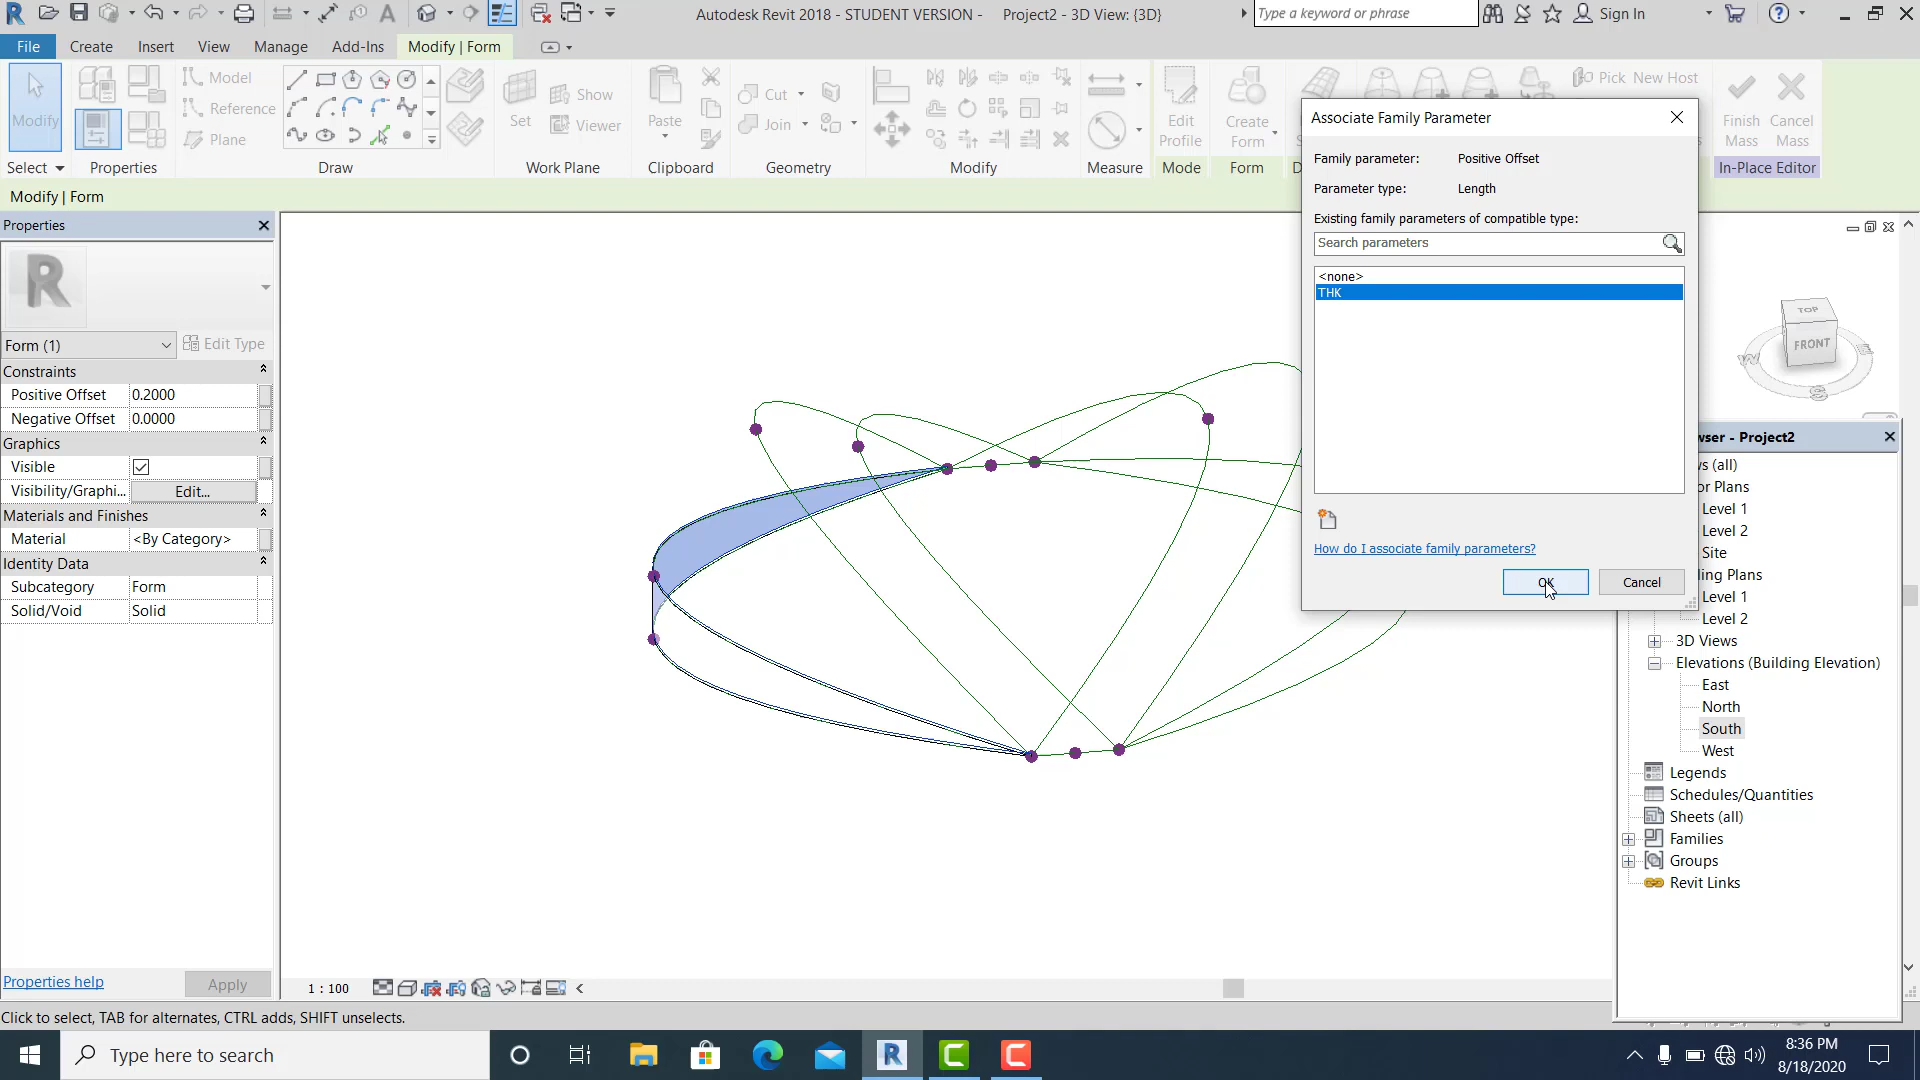 Autodesk Revit 2018 - STUDENT VERSION -
Project2 - 3D View: {3D}
Type a keyword or phrase
Sign In
File
Create
Insert
View
Manage
Add-Ins
Modify | Form
Modify
Model
Reference
Plane
Set
Show
Viewer
Paste
Cut
Join
Edit
Profile
Create
Form
Pick New Host
Finish
Mass
Cancel
Mass
Select
Properties
Draw
Work Plane
Clipboard
Geometry
Modify
Measure
Mode
Form
In-Place Editor
Modify | Form
Properties
R
Form (1)
Edit Type
Constraints
Positive Offset 0.2000
Negative Offset 0.0000
Graphics
Visible
Visibility/Graphi... Edit...
Materials and Finishes
Material <By Category>
Identity Data
Subcategory Form
Solid/Void Solid
Properties help
Apply
Associate Family Parameter
Family parameter: Positive Offset
Parameter type: Length
Existing family parameters of compatible type:
Search parameters
<none>
THK
How do I associate family parameters?
OK
Cancel
TOP
FRONT
W
E
S
wser - Project2
vs (all)
or Plans
Level 1
Level 2
Site
ling Plans
Level 1
Level 2
3D Views
Elevations (Building Elevation)
East
North
South
West
Legends
Schedules/Quantities
Sheets (all)
Families
Groups
Revit Links
1 : 100
Click to select, TAB for alternates, CTRL adds, SHIFT unselects.
Type here to search
8:36 PM
8/18/2020